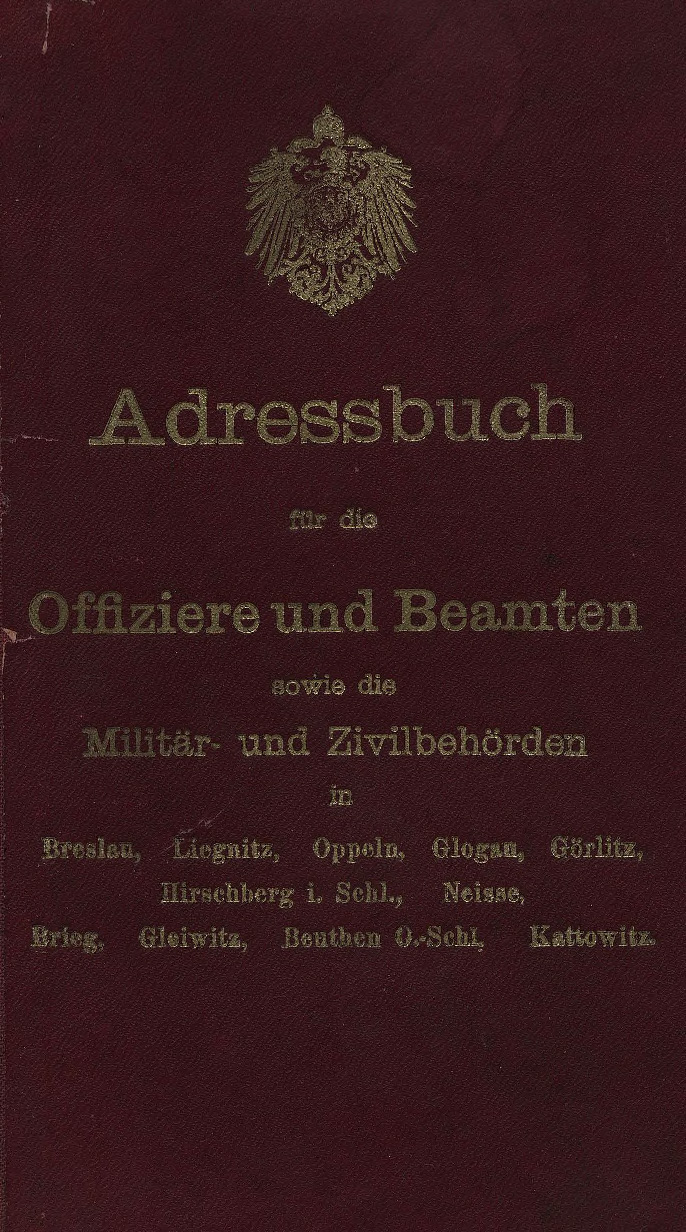 Adressbuch
für die
Offiziere und Beamten
sowie die
Militär- und Zivilbehörden
in
Breslau, Liegnitz, Oppeln, Glogau, Görlitz,
Hirschberg i. Schl., Neisse,
Brieg, Gleiwitz, Beuthen O.-Schl. Kattowitz.